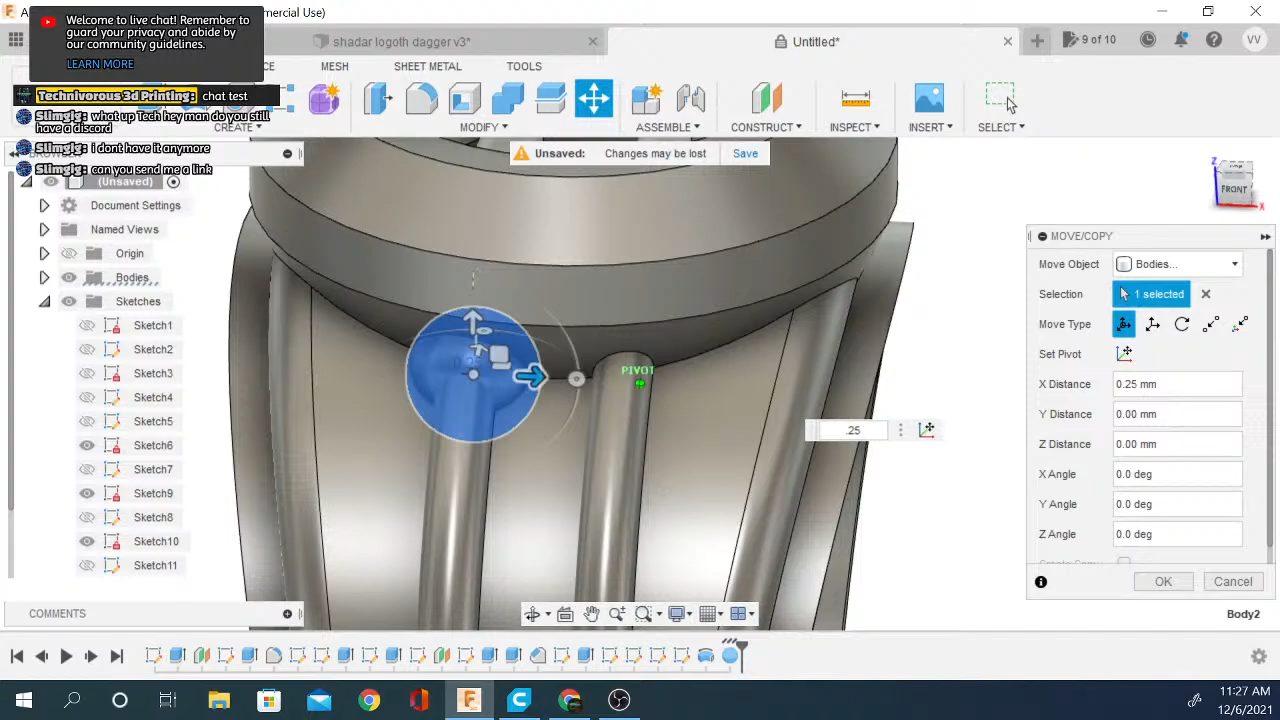 mercial Use)
Welcome to live chat! Remember to
guard your privacy and abide by
our community guidelines.
LEARN MORE
shadar logoth dagger v3*
Untitled*
9 of 10
VV
MESH
SHEET METAL
TOOLS
Technivorous 3d Printing: chat test
Slimgig: what up Tech hey man do you still
have a discord
Slimgig: i dont have it anymore
Slimgig: can you send me a link
CREATE
MODIFY
ASSEMBLE
CONSTRUCT
INSPECT
INSERT
SELECT
Unsaved: Changes may be lost
Save
(Unsaved)
Document Settings
Named Views
Origin
Bodies
Sketches
Sketch1
Sketch2
Sketch3
Sketch4
Sketch5
Sketch6
Sketch7
Sketch9
Sketch8
Sketch10
Sketch11
Z
FRONT
X
PIVOT
.25
MOVE/COPY
Move Object
Bodies...
Selection
1 selected
Move Type
Set Pivot
X Distance
0.25 mm
Y Distance
0.00 mm
Z Distance
0.00 mm
X Angle
0.0 deg
Y Angle
0.0 deg
Z Angle
0.0 deg
OK
Cancel
Body2
COMMENTS
1:27 AM
12/6/2021